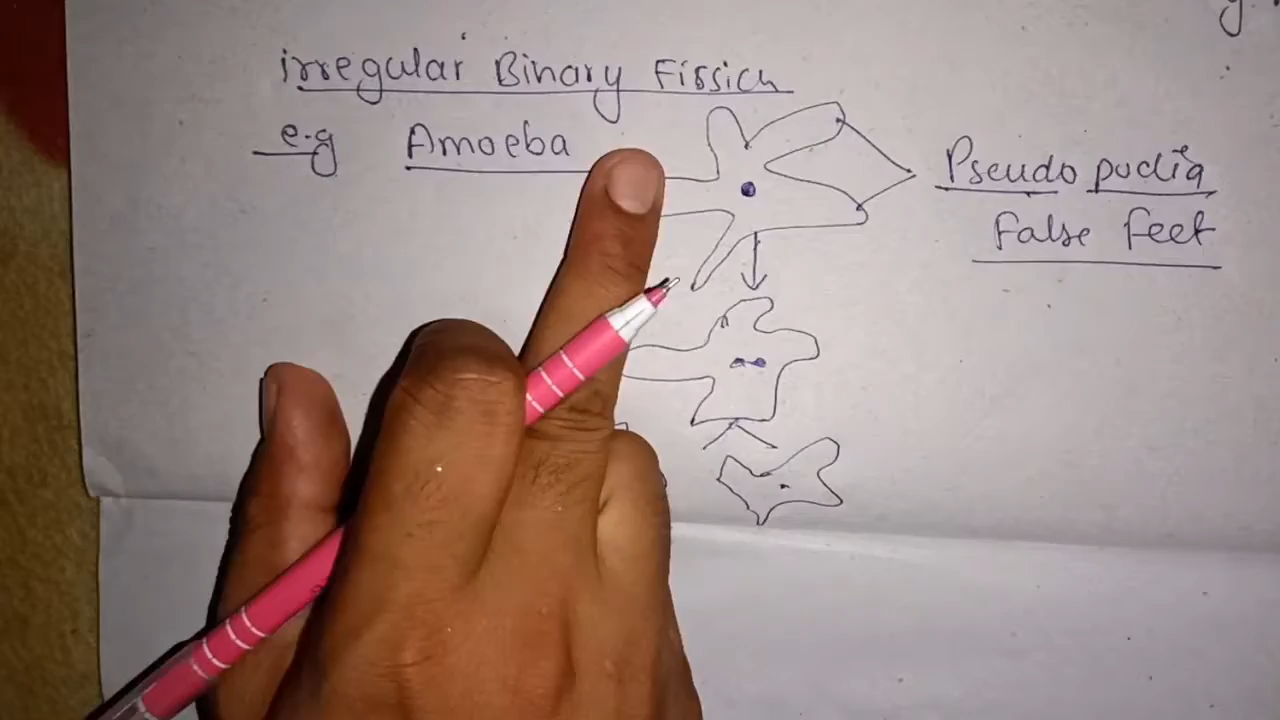 irregular Binary Fission
e.g Amoeba
Pseudo podia
False feet